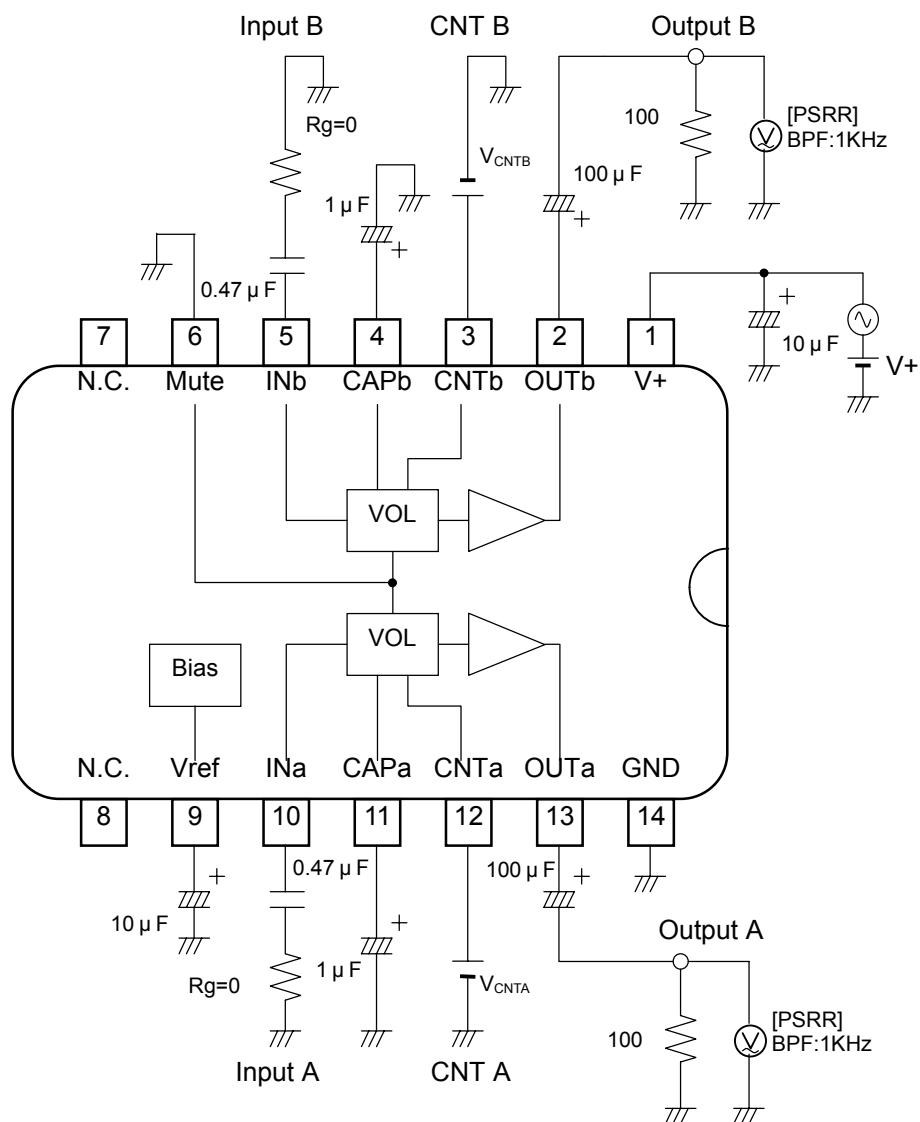 Input B
CNT B
Output B
Rg=0
100
[PSRR]
BPF:1KHz
VCNTB
100 μ F
1 μ F
0.47 μ F
10 μ F
V+
7
6
5
4
3
2
1
N.C.
Mute
INb
CAPb
CNTb
OUTb
V+
VOL
VOL
Bias
N.C.
Vref
INa
CAPa
CNTa
OUTa
GND
8
9
10
11
12
13
14
0.47 μ F
100 μ F
10 μ F
Output A
Rg=0
1 μ F
VCNTA
100
[PSRR]
BPF:1KHz
Input A
CNT A